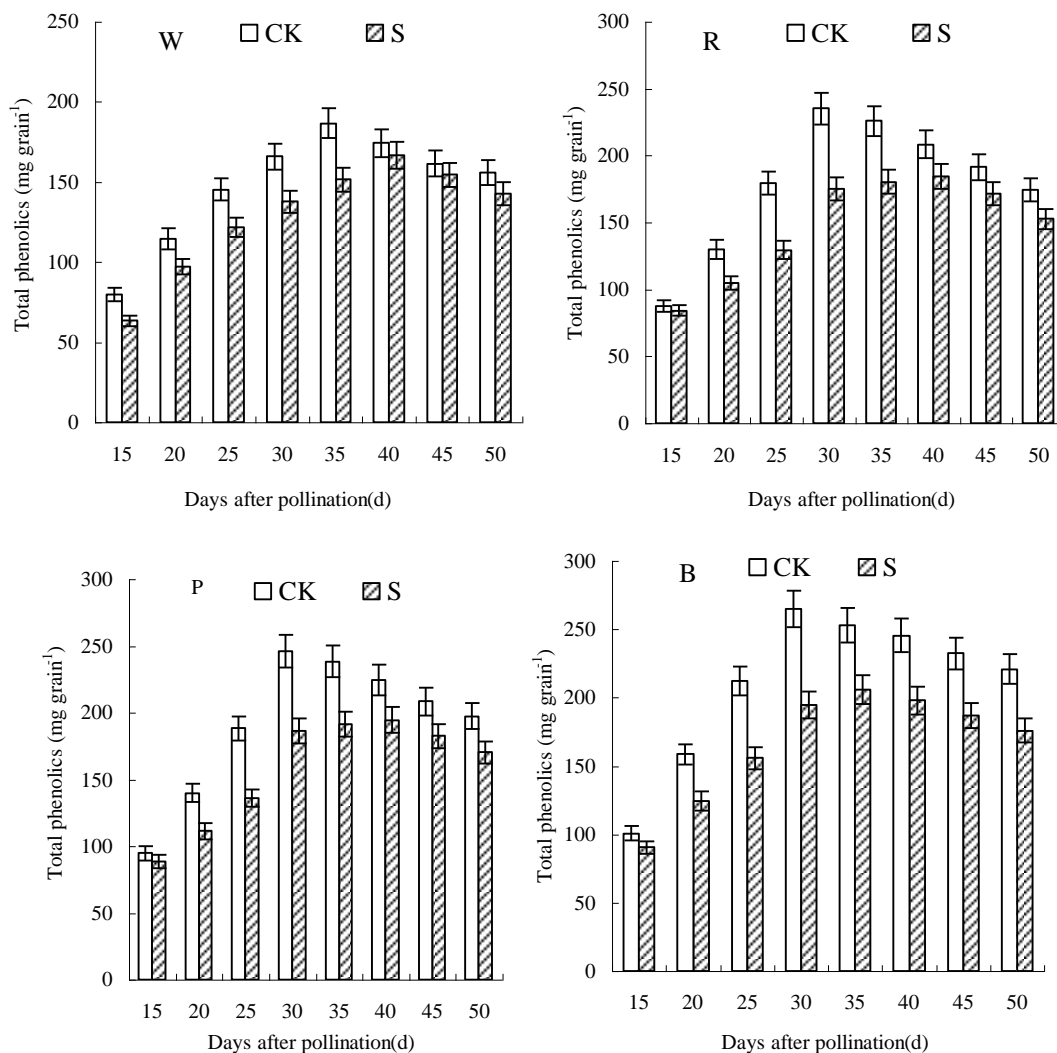 W
CK S
Total phenolics (mg grain-1)
250
200
150
100
50
0
15 20 25 30 35 40 45 50
Days after pollination(d)
R
CK S
Total phenolics (mg grain-1)
300
250
200
150
100
50
0
15 20 25 30 35 40 45 50
Days after pollination(d)
P
CK S
Total phenolics (mg grain-1)
300
250
200
150
100
50
0
15 20 25 30 35 40 45 50
Days after pollination(d)
B
CK S
Total phenolics (mg grain-1)
300
250
200
150
100
50
0
15 20 25 30 35 40 45 50
Days after pollination(d)